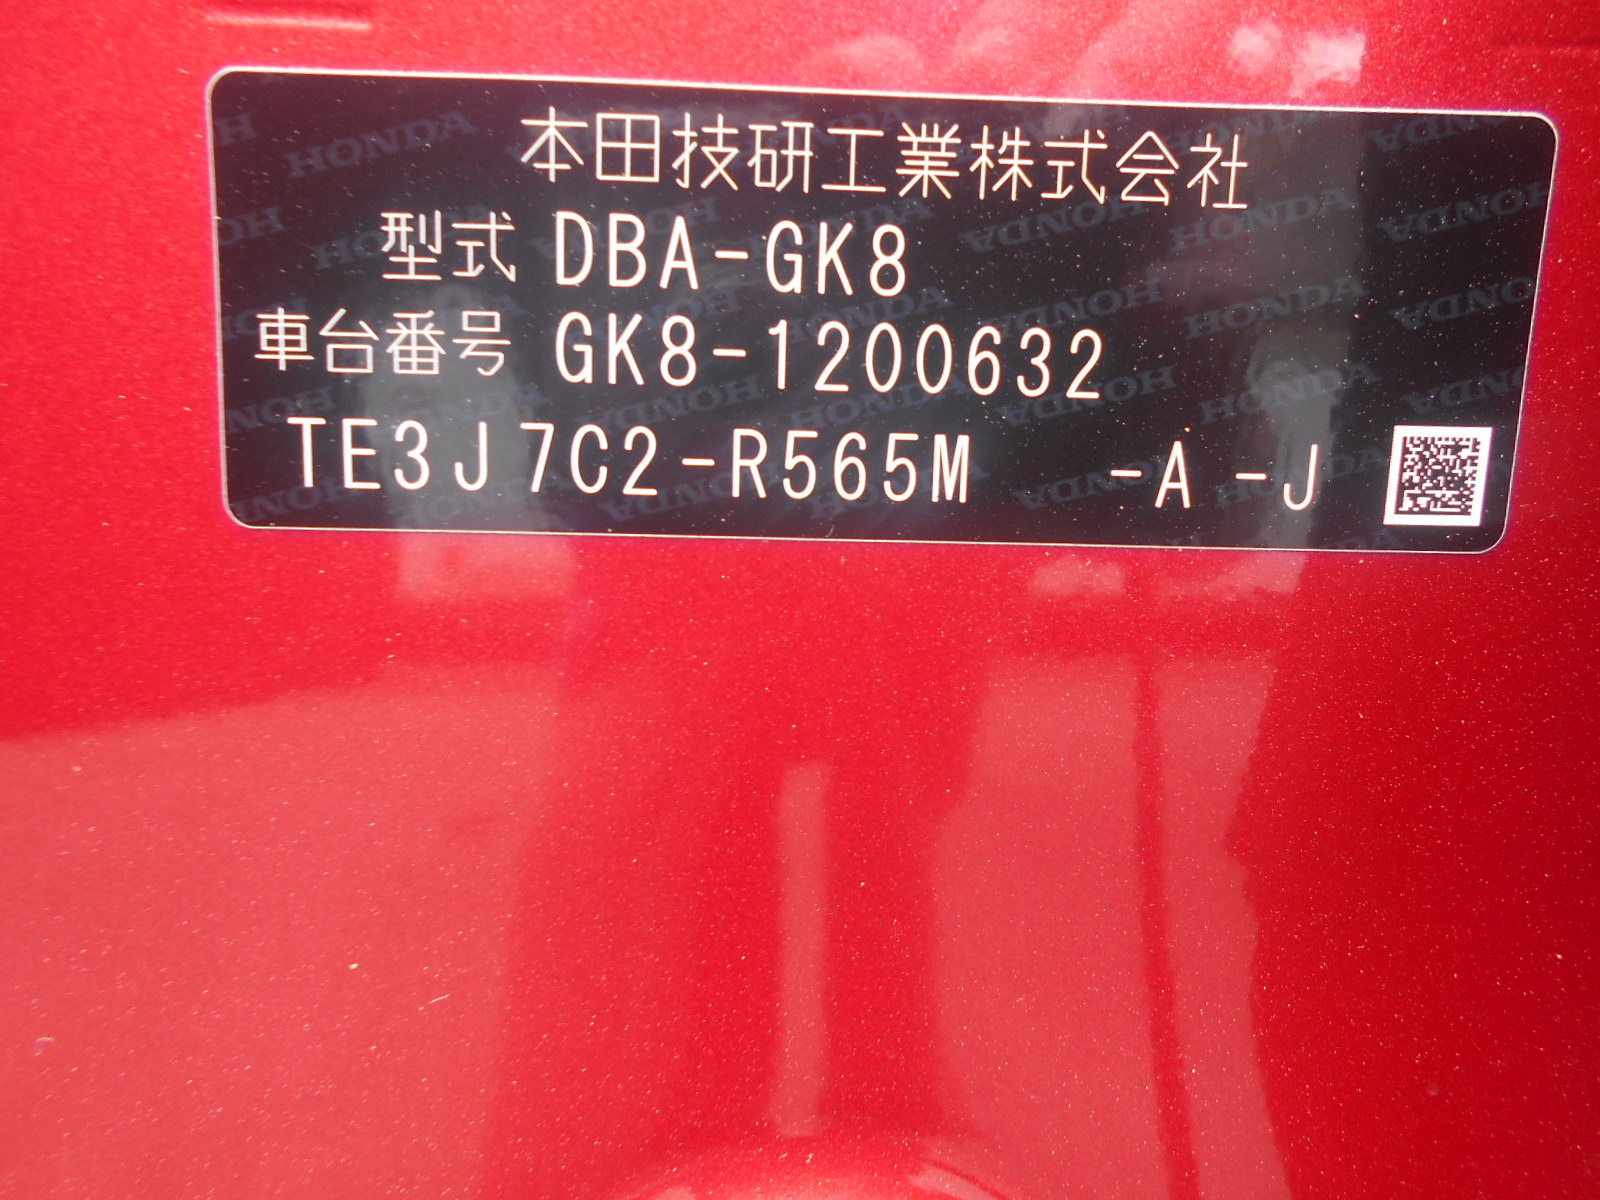 本田技研工業株式会社
型式 DBA-GK8
車台番号 GK8-1200632
TE3J7C2-R565M -A -J